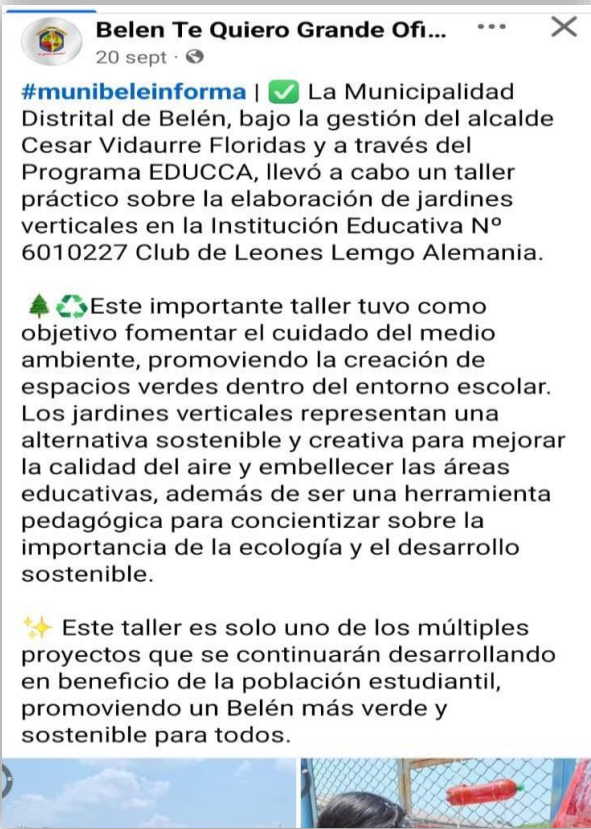 Belen Te Quiero Grande Ofi...
20 sept ·
#munibeleinforma | ✅ La Municipalidad
Distrital de Belén, bajo la gestión del alcalde
Cesar Vidaurre Floridas y a través del
Programa EDUCCA, llevó a cabo un taller
práctico sobre la elaboración de jardines
verticales en la Institución Educativa Nº
6010227 Club de Leones Lemgo Alemania.
🌲♻️Este importante taller tuvo como
objetivo fomentar el cuidado del medio
ambiente, promoviendo la creación de
espacios verdes dentro del entorno escolar.
Los jardines verticales representan una
alternativa sostenible y creativa para mejorar
la calidad del aire y embellecer las áreas
educativas, además de ser una herramienta
pedagógica para concientizar sobre la
importancia de la ecología y el desarrollo
sostenible.
✨ Este taller es solo uno de los múltiples
proyectos que se continuarán desarrollando
en beneficio de la población estudiantil,
promoviendo un Belén más verde y
sostenible para todos.